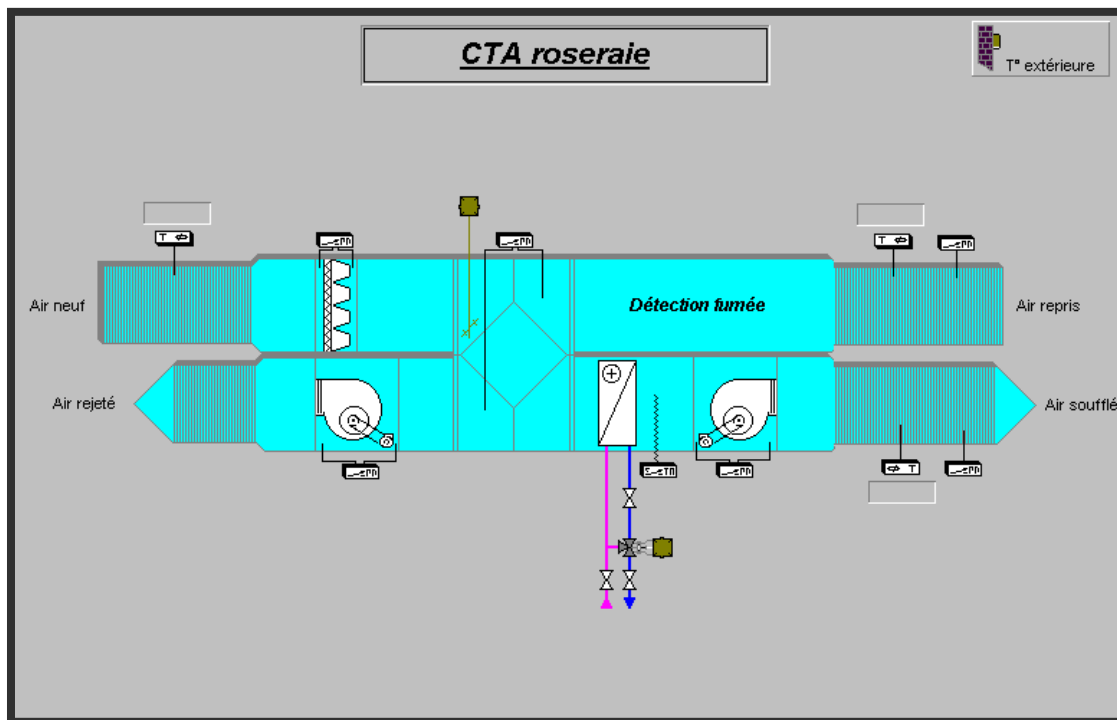 CTA roseraie
T° extérieure
Air neuf
Détection fumée
Air repris
Air rejeté
Air soufflé